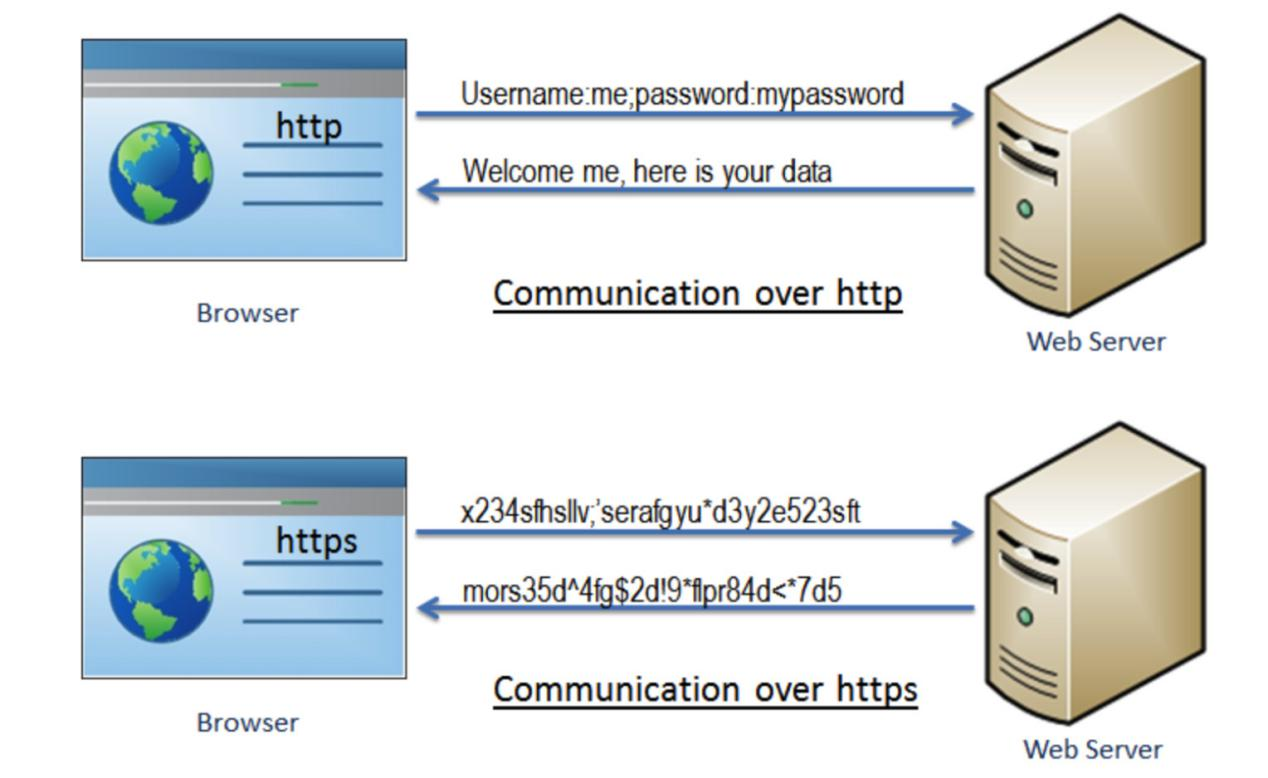 http
Username:me;password:mypassword
Welcome me, here is your data
Communication over http
Browser
Web Server
https
x234sfhsllv;’serafgyu*d3y2e523sft
mors35d^4fg$2d!9*flpr84d<*7d5
Communication over https
Browser
Web Server